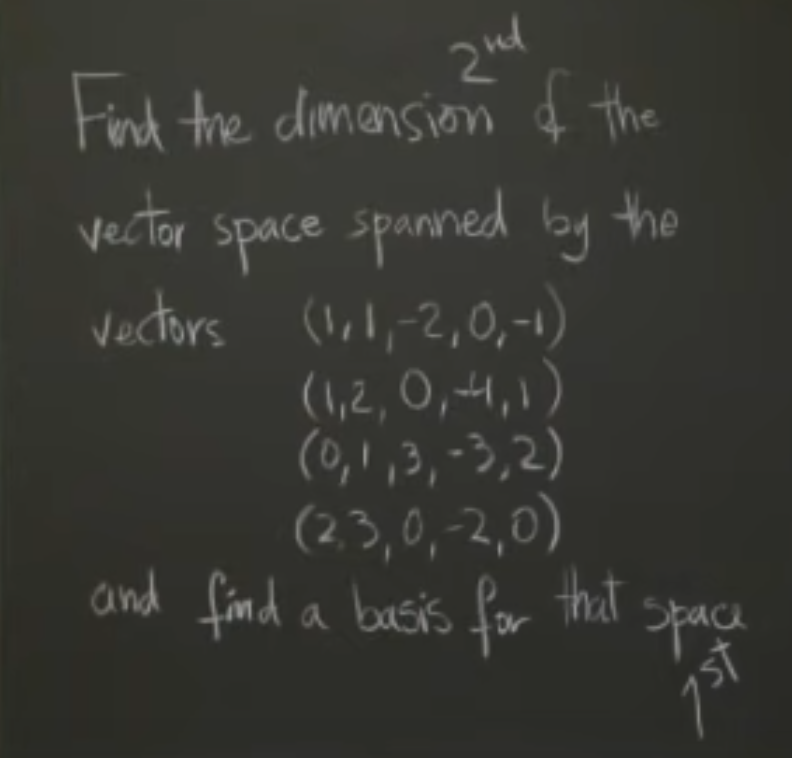 2nd
Find the dimension of the
vector space spanned by the
vectors (1,1,-2,0,-1)
(1,2,0,-4,1)
(0,1,3,-3,2)
(2,3,0,-2,0)
and find a basis for that space
1st